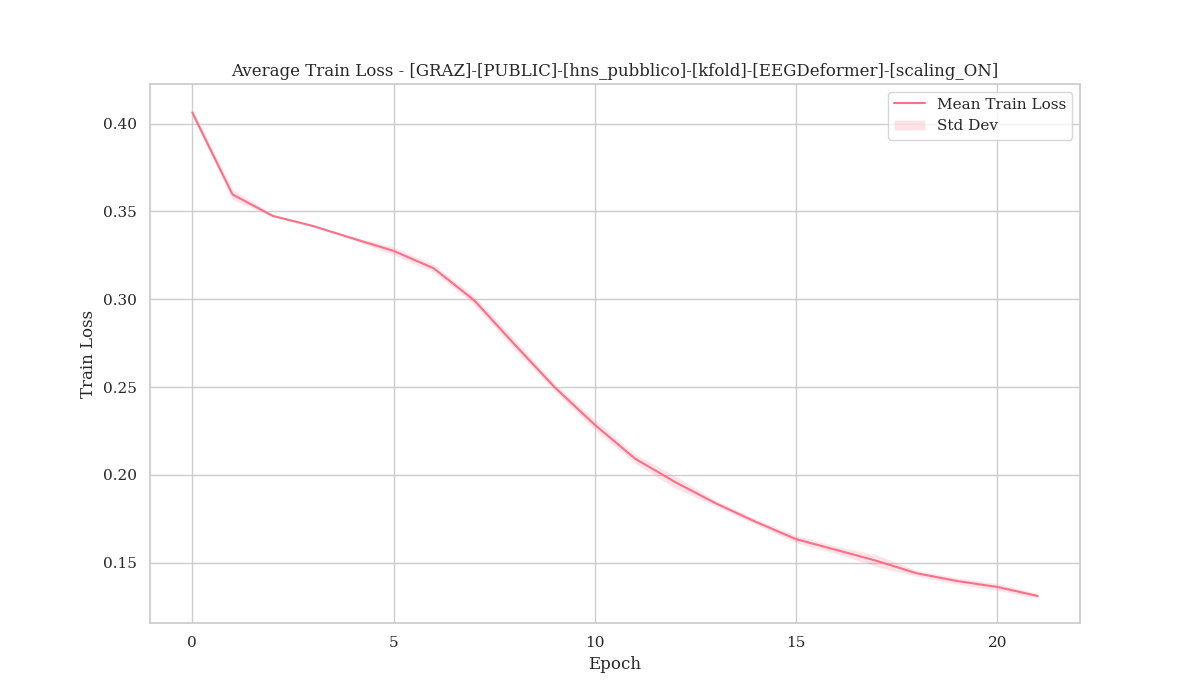 Average Train Loss - [GRAZ]-[PUBLIC]-[hns_pubblico]-[kfold]-[EEGDeformer]-[scaling_ON]
Mean Train Loss
Std Dev
0.40
0.35
0.30
0.25
0.20
0.15
Train Loss
0
5
10
15
20
Epoch